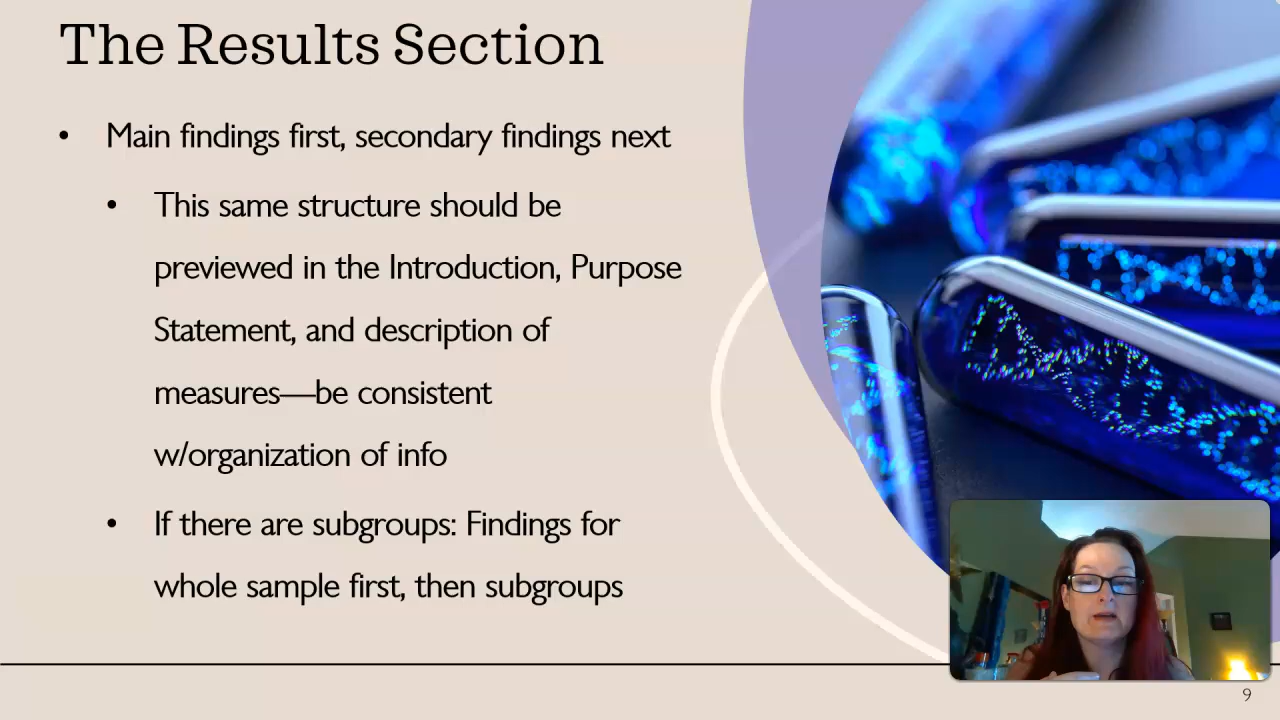 The Results Section
• Main findings first, secondary findings next
• This same structure should be
previewed in the Introduction, Purpose
Statement, and description of
measures—be consistent
w/organization of info
• If there are subgroups: Findings for
whole sample first, then subgroups
9